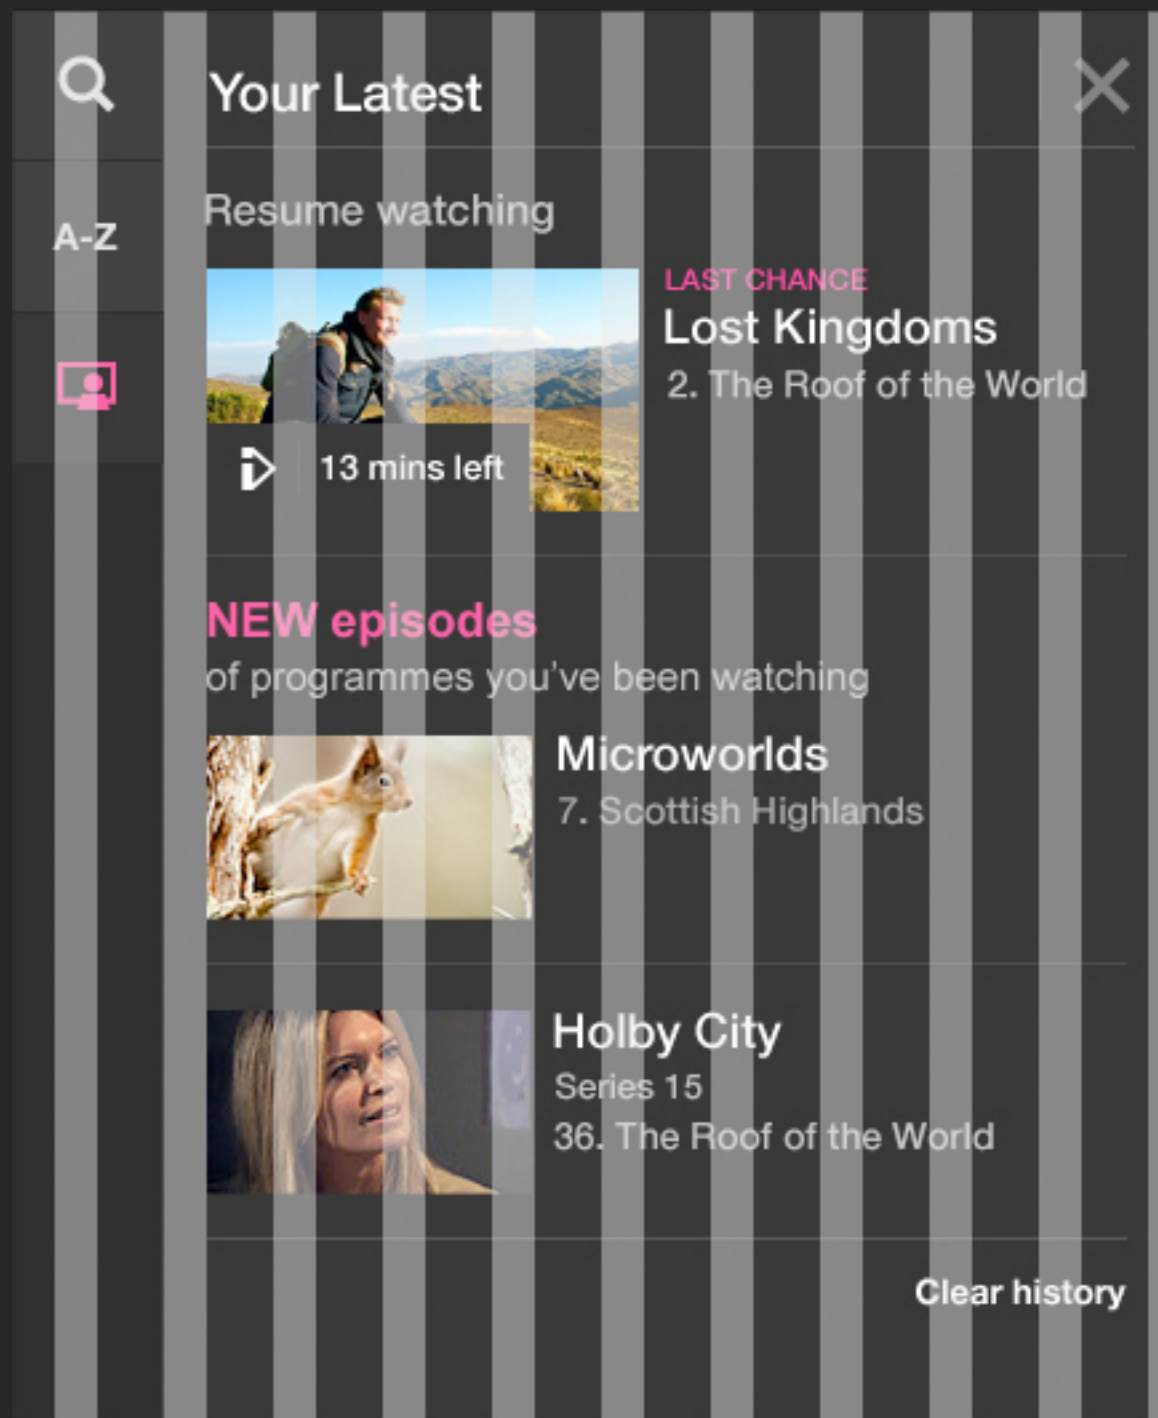 Your Latest
A-Z
Resume watching
LAST CHANCE
Lost Kingdoms
2. The Roof of the World
13 mins left
NEW episodes
of programmes you've been watching
Microworlds
7. Scottish Highlands
Holby City
Series 15
36. The Roof of the World
Clear history